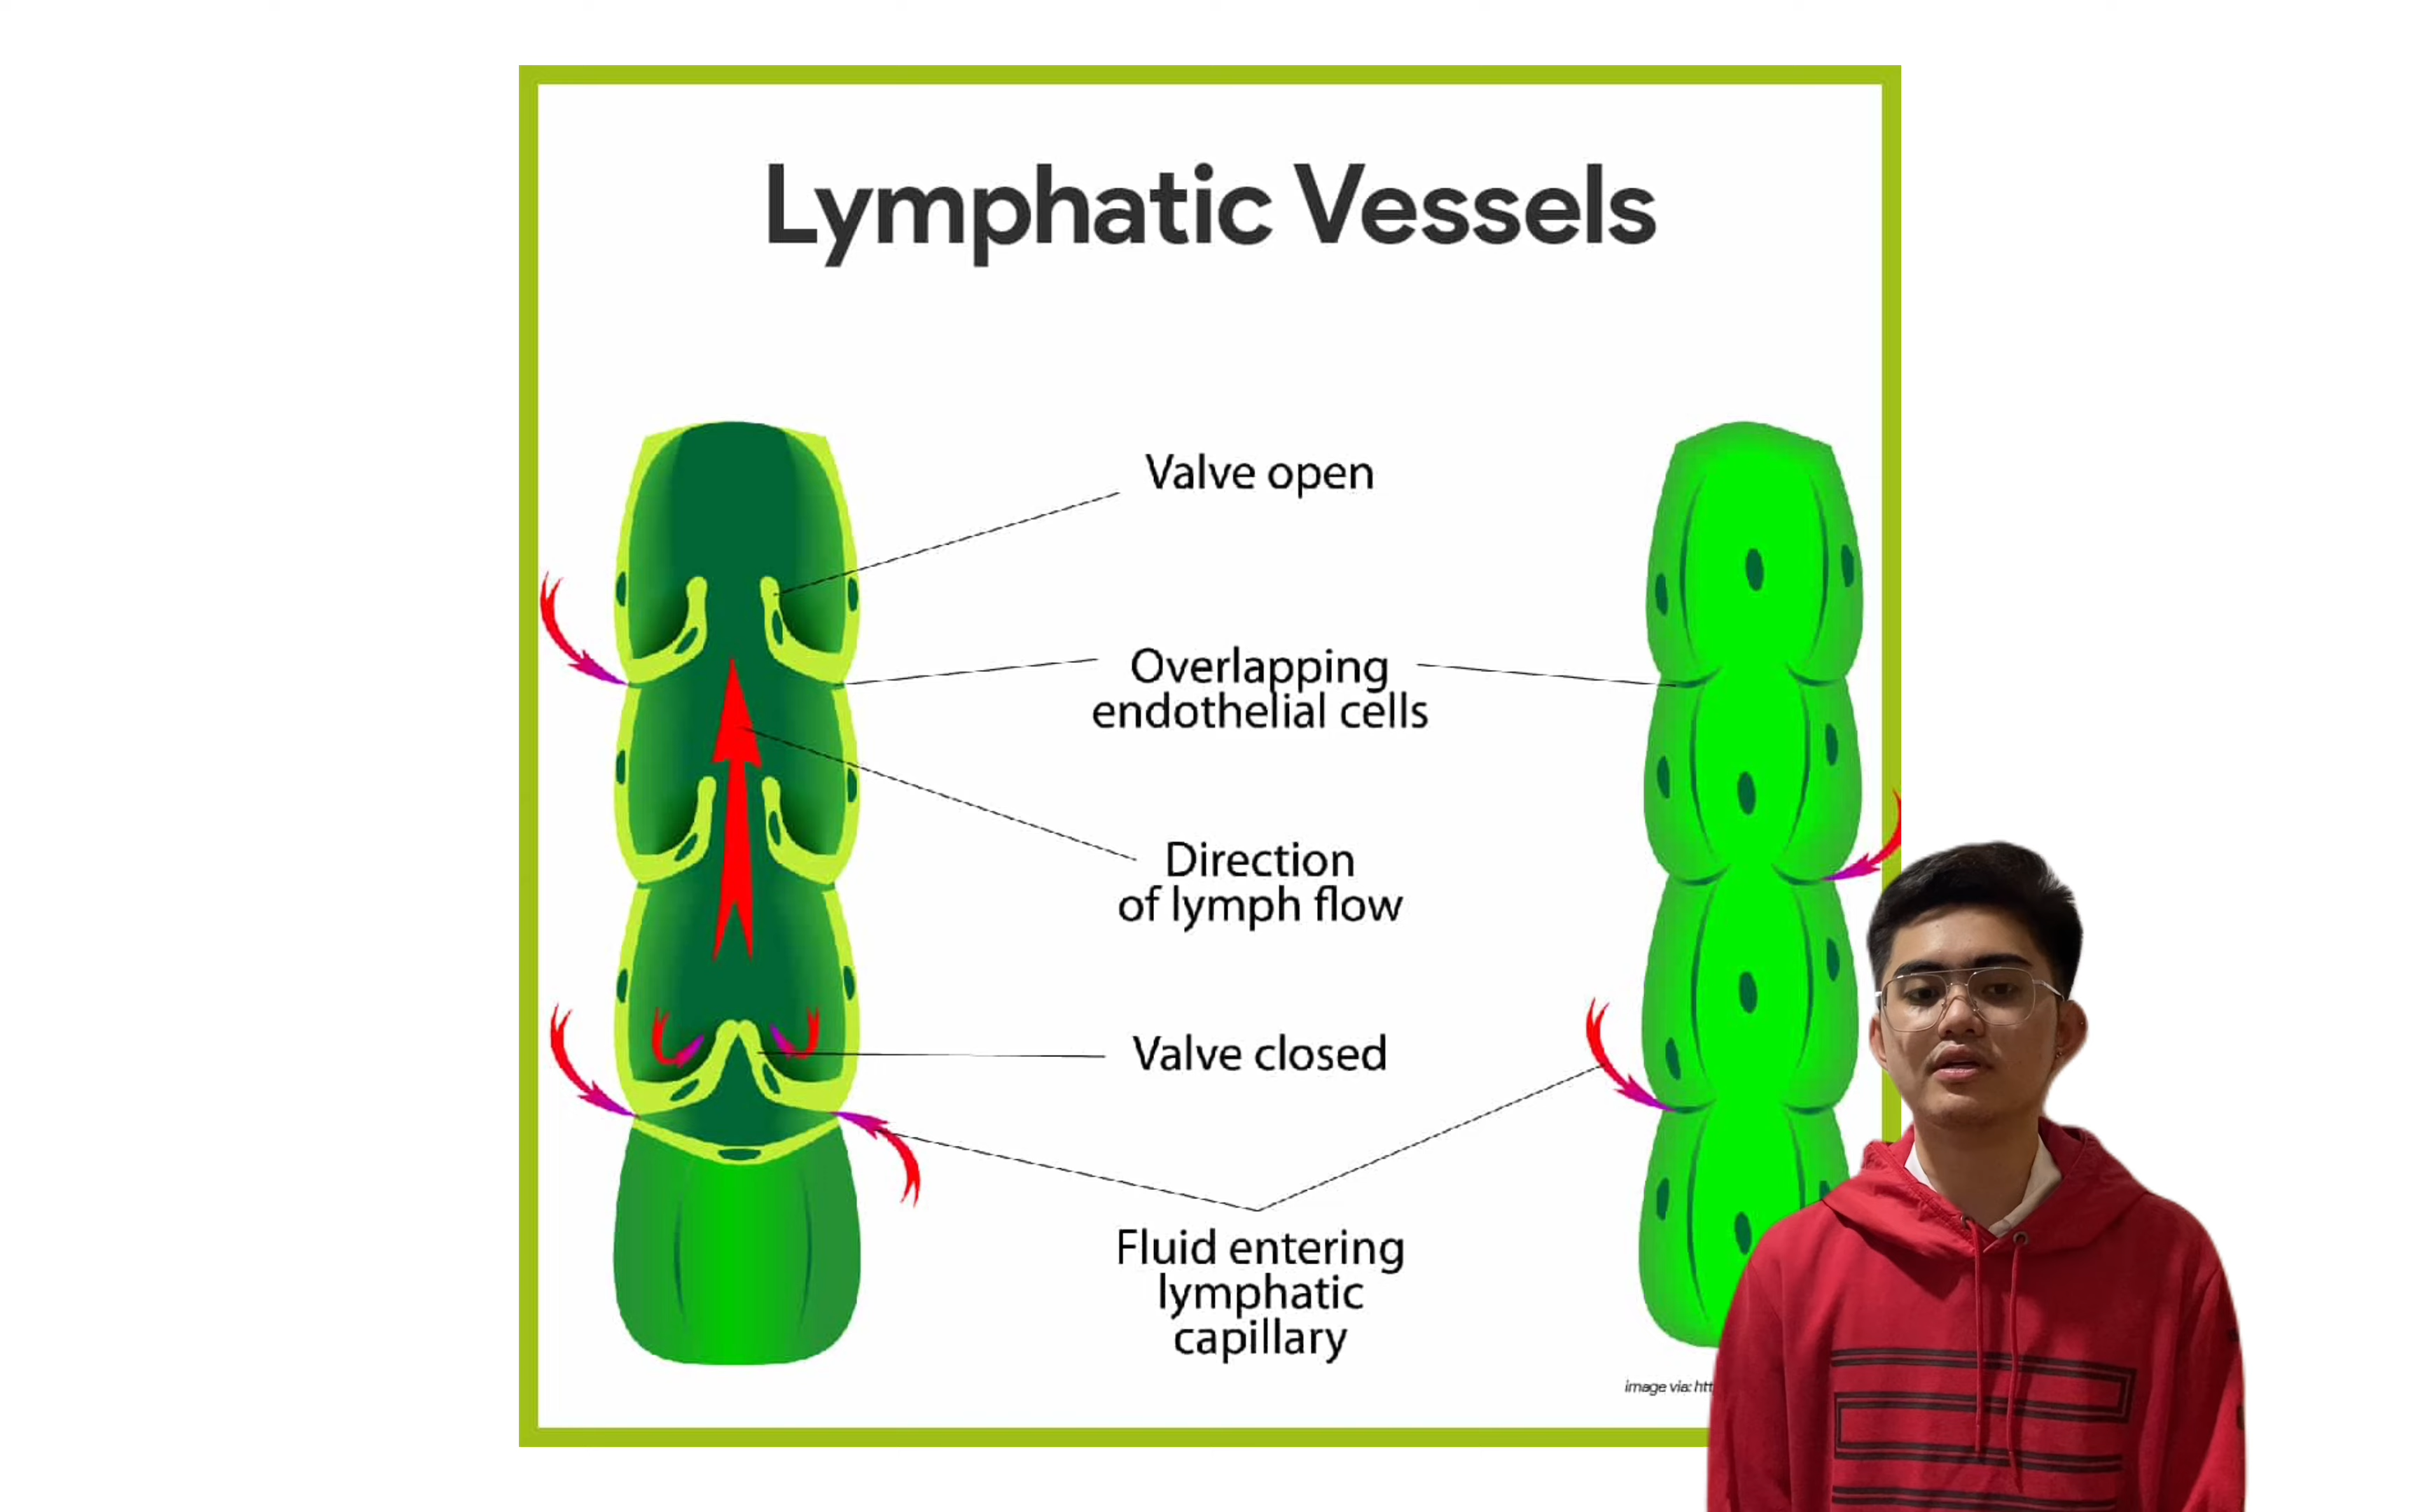 Lymphatic Vessels
Valve open
Overlapping
endothelial cells
Direction
of lymph flow
Valve closed
Fluid entering
lymphatic
capillary
image via: